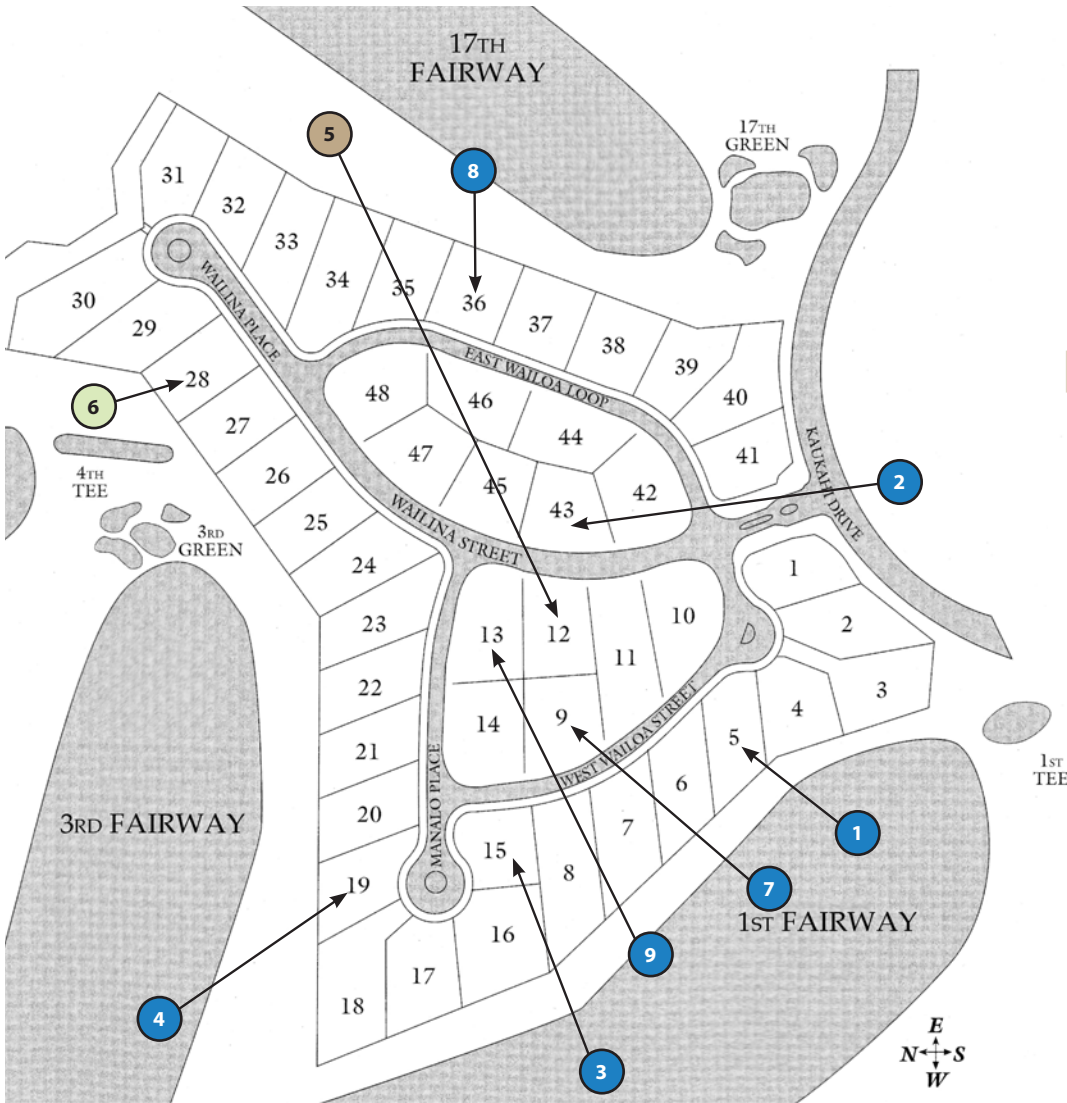 17TH
FAIRWAY
5
17TH
GREEN
8
31
32
33
34
35
36
37
38
39
40
41
30
29
28
27
26
25
24
23
22
21
20
19
18
17
16
15
14
13
12
11
10
9
8
7
6
5
4
3
2
1
48
46
44
47
45
43
42
WAILINA PLACE
EAST WAILOA LOOP
WAILINA STREET
KAUKAHI DRIVE
WEST WAILOA STREET
MANALO PLACE
6
2
4TH
TEE
3RD
GREEN
1ST
TEE
3RD FAIRWAY
1
7
1ST FAIRWAY
9
4
3
E
N S
W